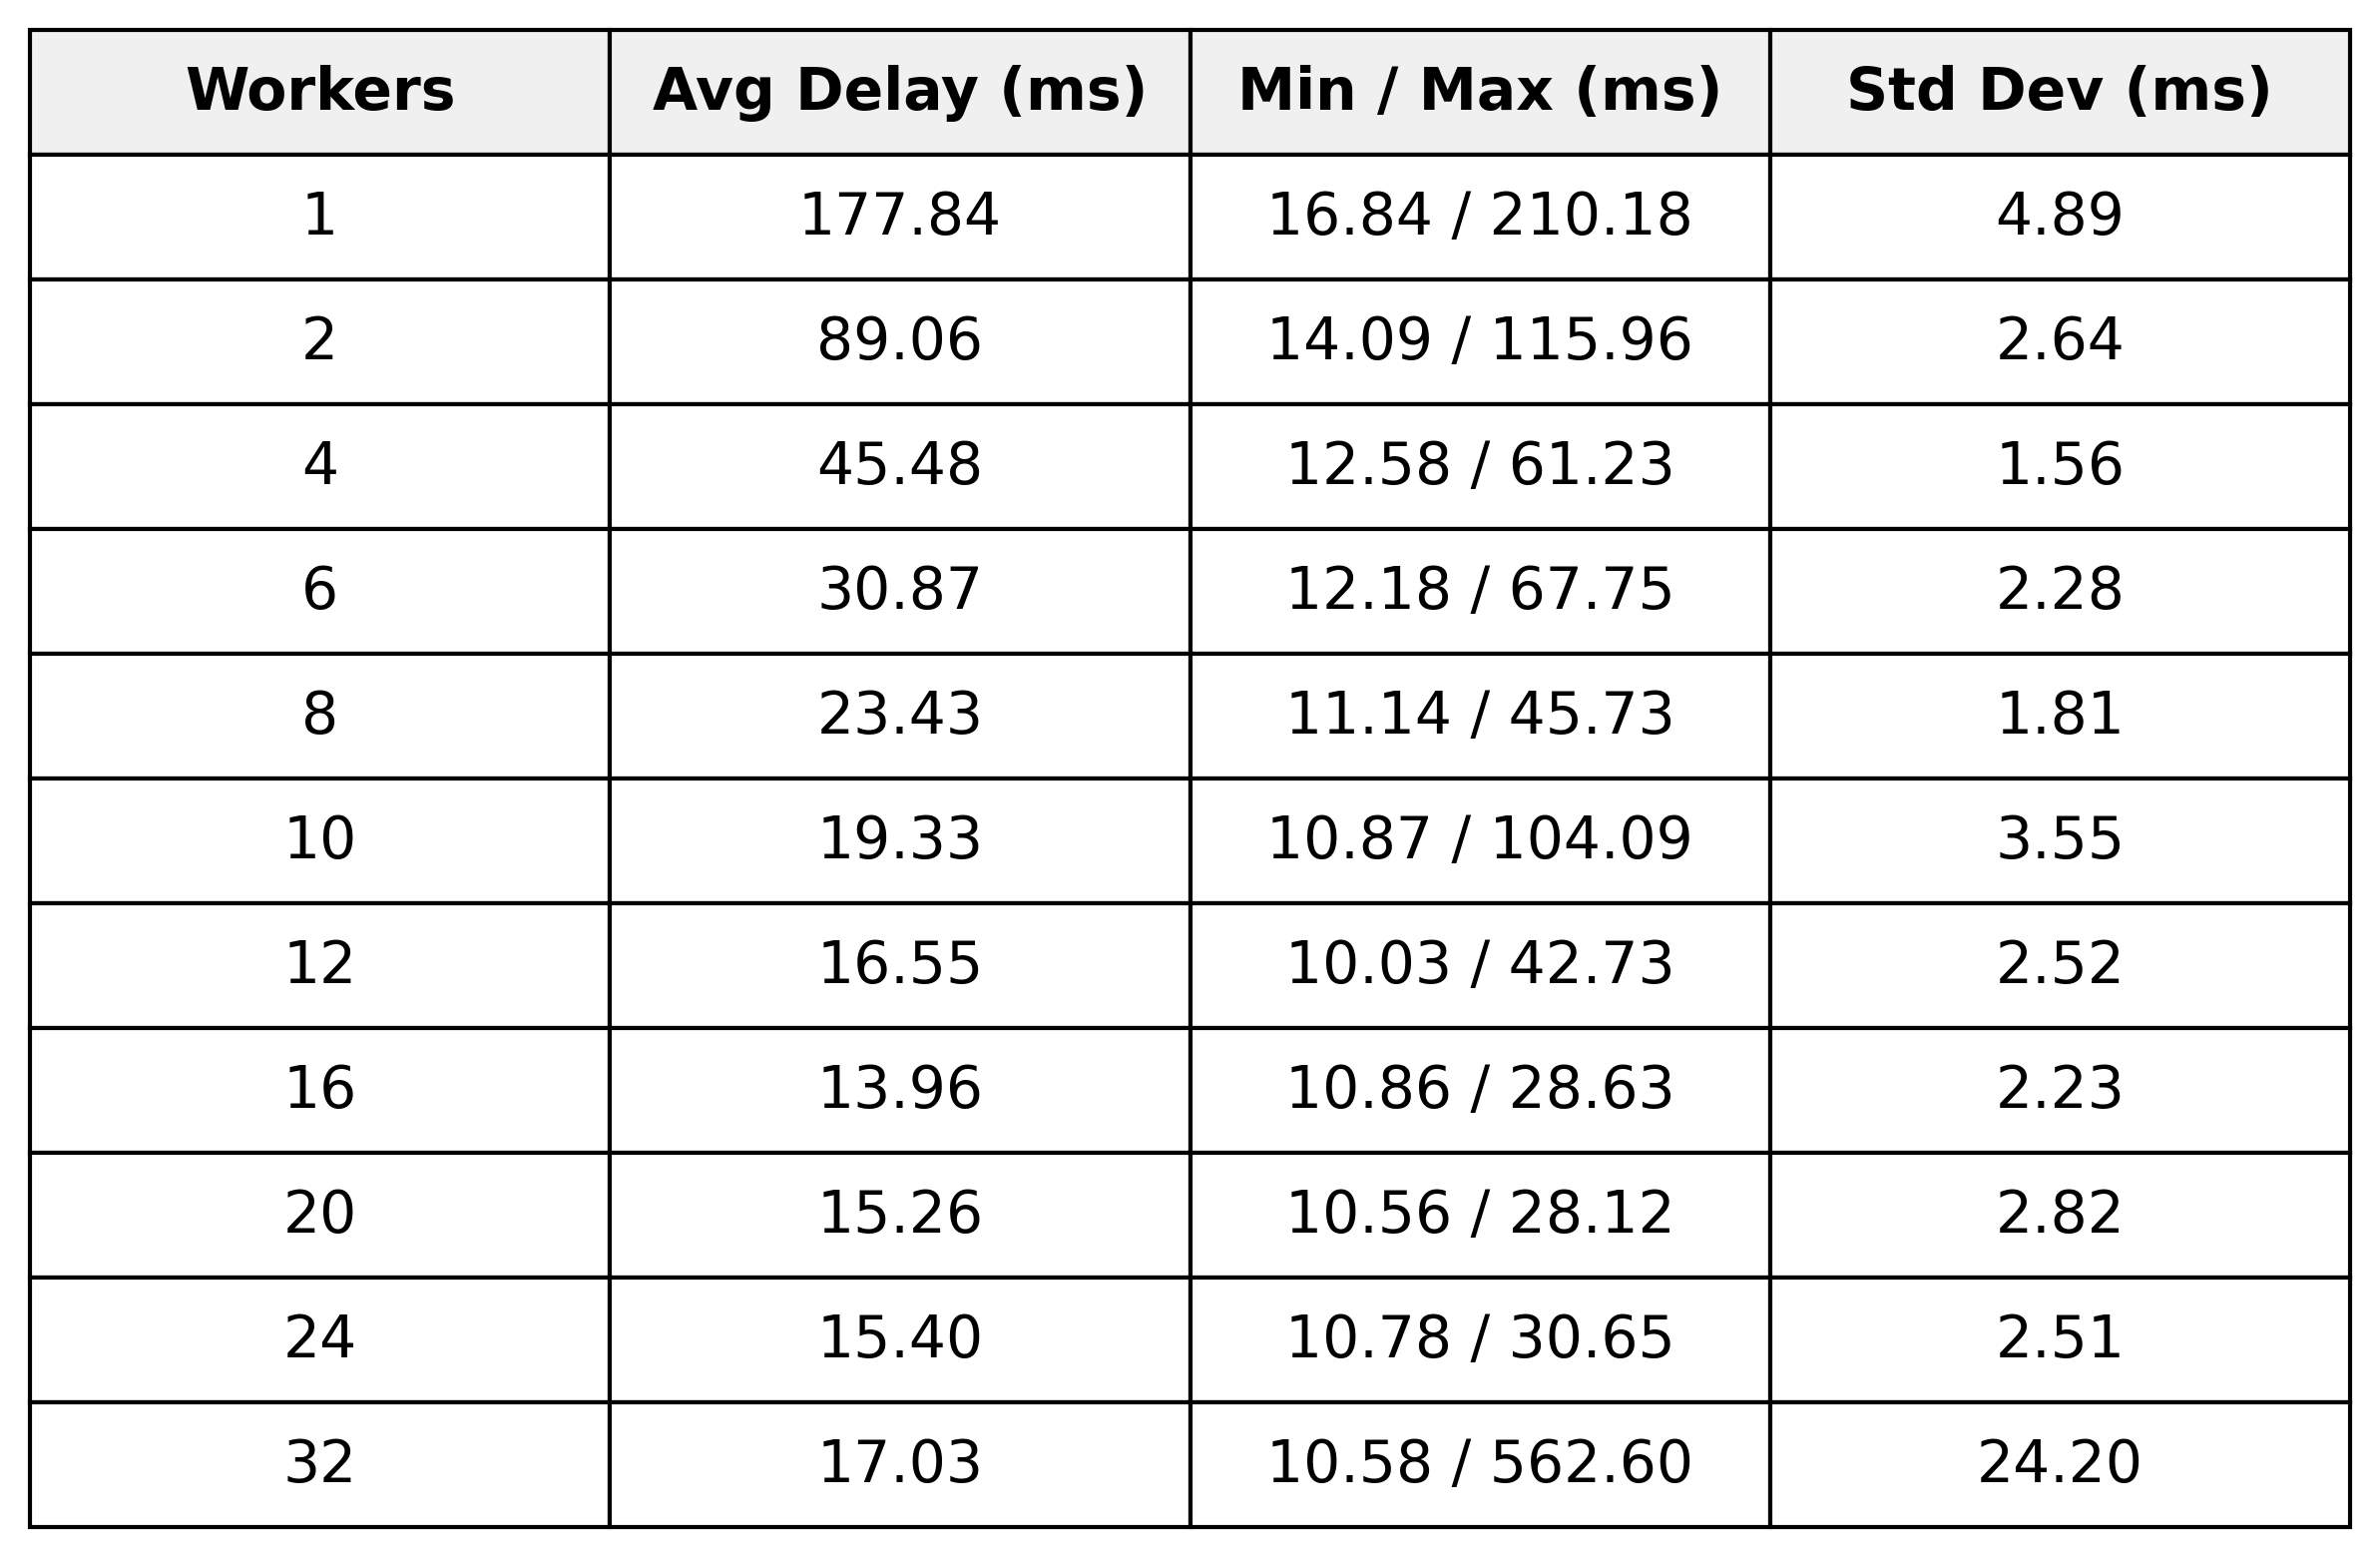 Workers Avg Delay (ms) Min / Max (ms) Std Dev (ms)
1 177.84 16.84 / 210.18 4.89
2 89.06 14.09 / 115.96 2.64
4 45.48 12.58 / 61.23 1.56
6 30.87 12.18 / 67.75 2.28
8 23.43 11.14 / 45.73 1.81
10 19.33 10.87 / 104.09 3.55
12 16.55 10.03 / 42.73 2.52
16 13.96 10.86 / 28.63 2.23
20 15.26 10.56 / 28.12 2.82
24 15.40 10.78 / 30.65 2.51
32 17.03 10.58 / 562.60 24.20